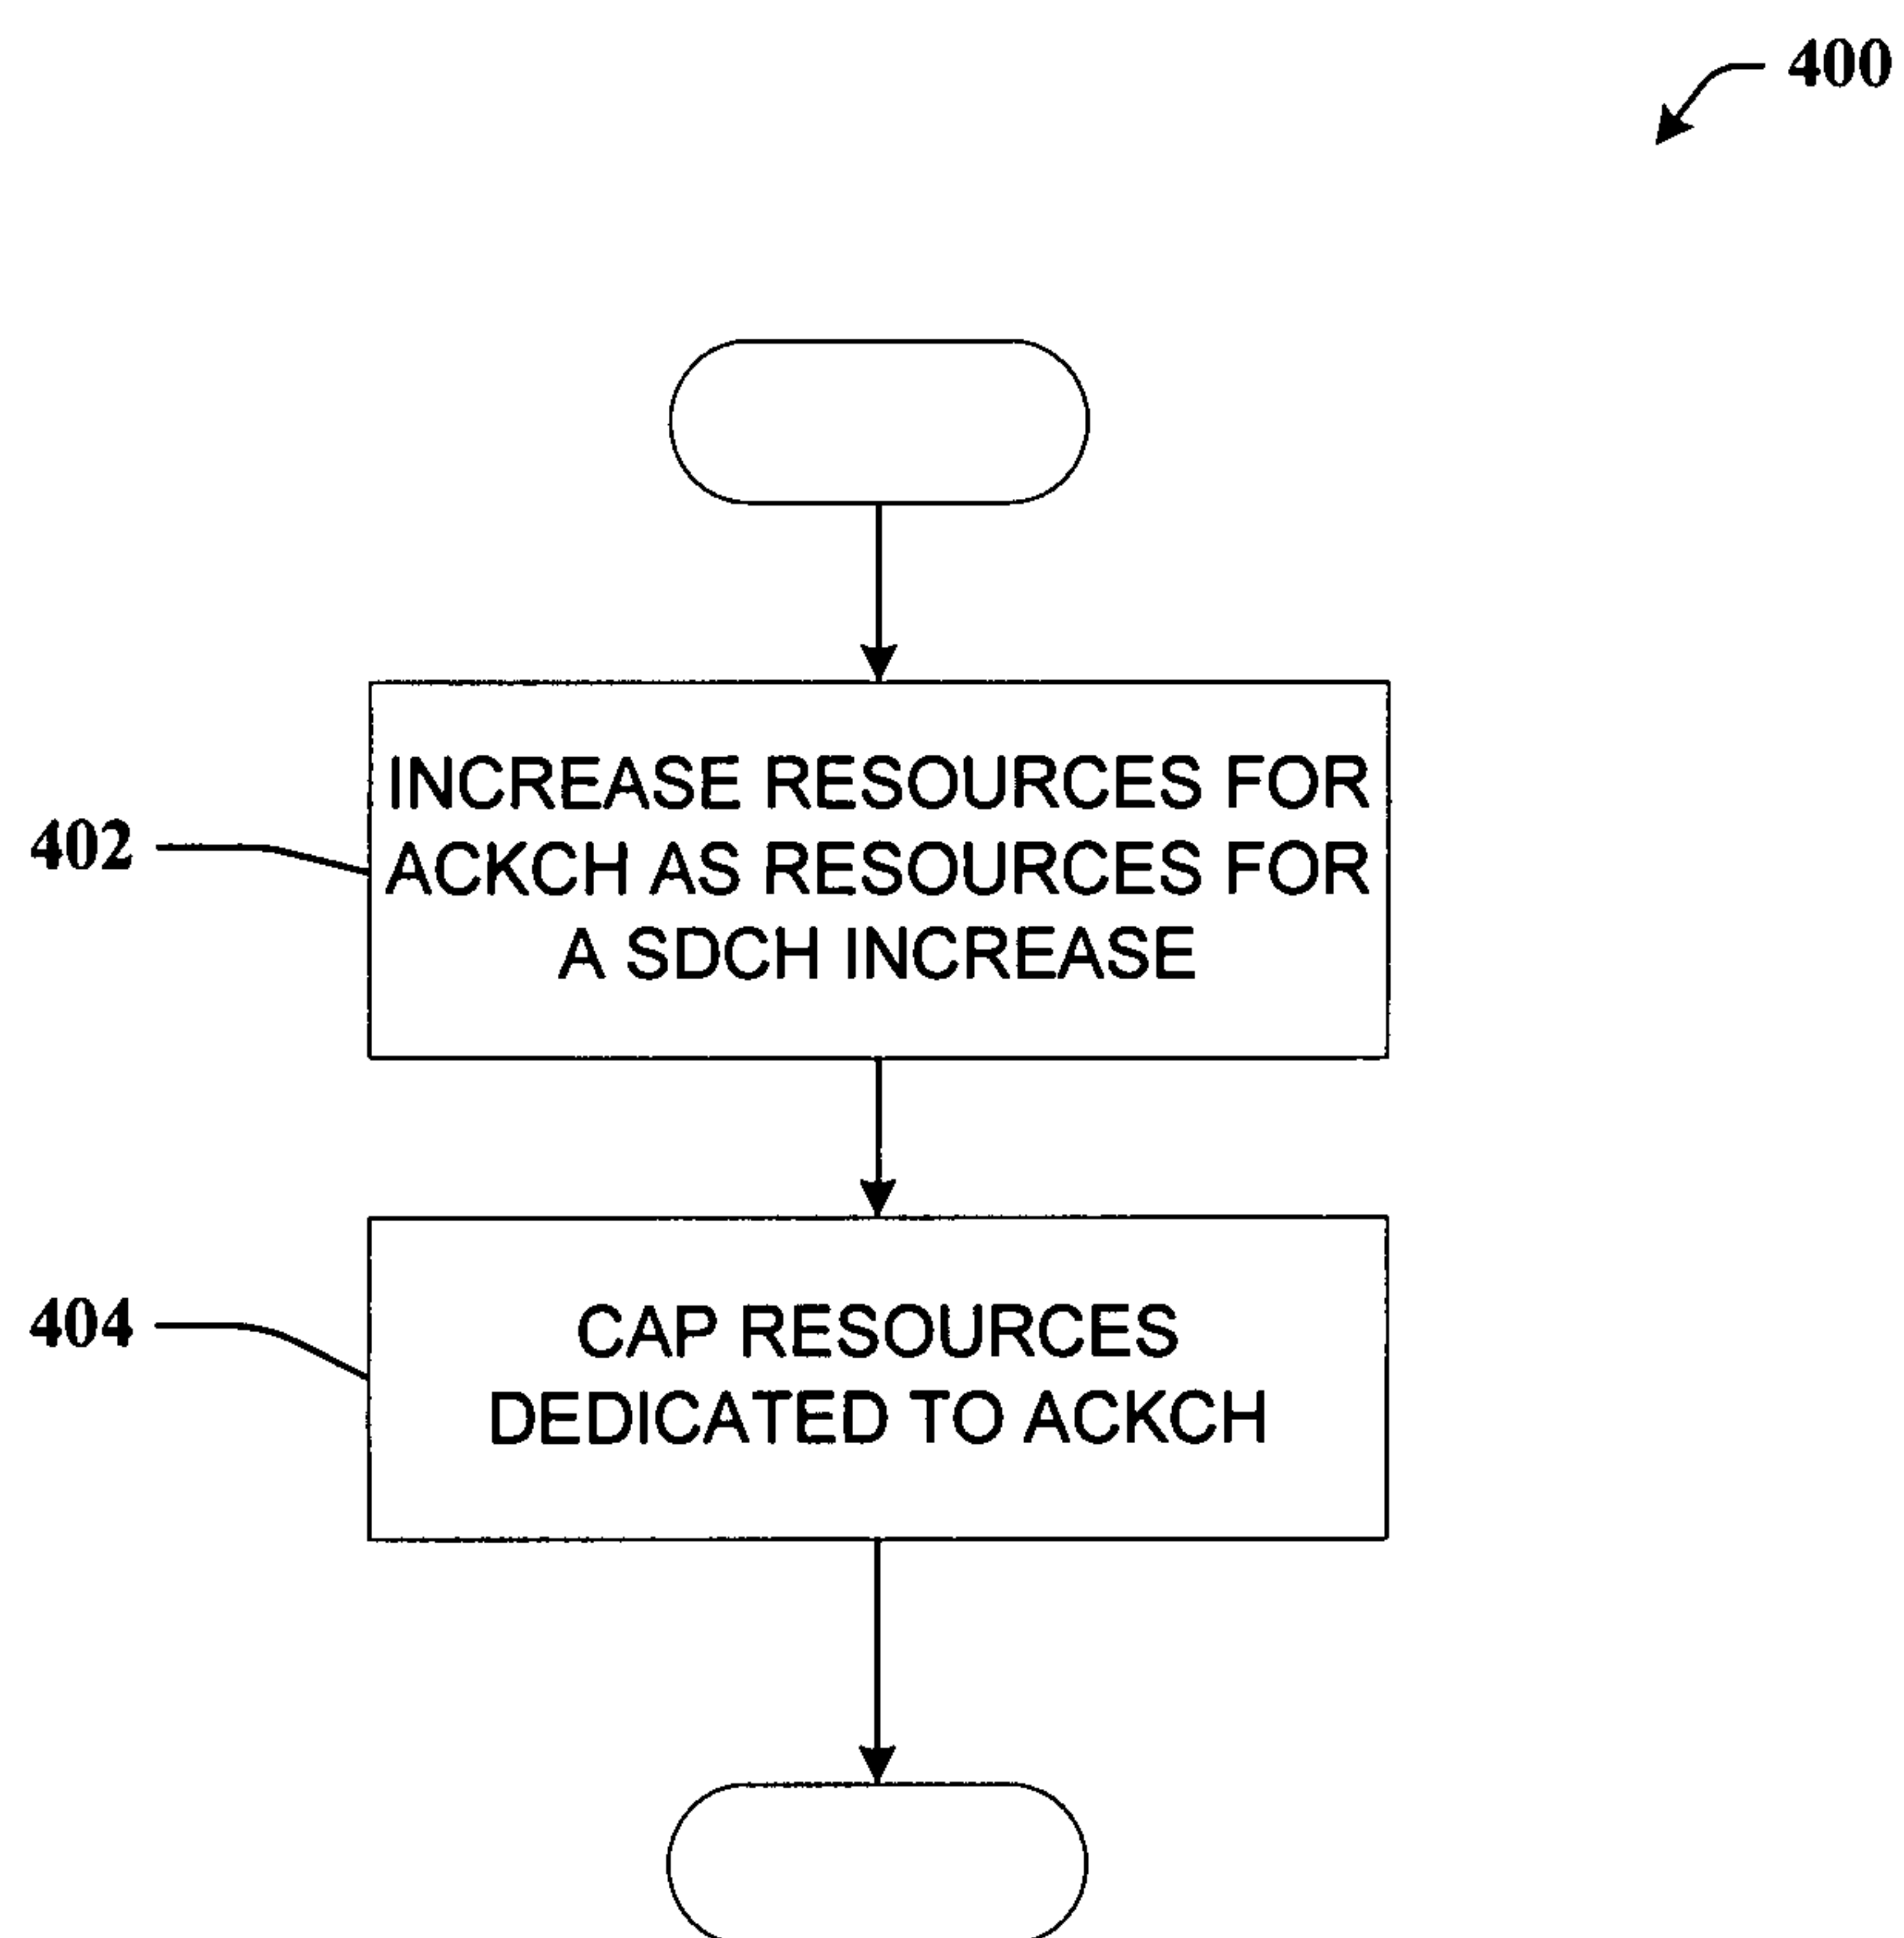 400
402
INCREASE RESOURCES FOR
ACKCH AS RESOURCES FOR
A SDCH INCREASE
404
CAP RESOURCES
DEDICATED TO ACKCH